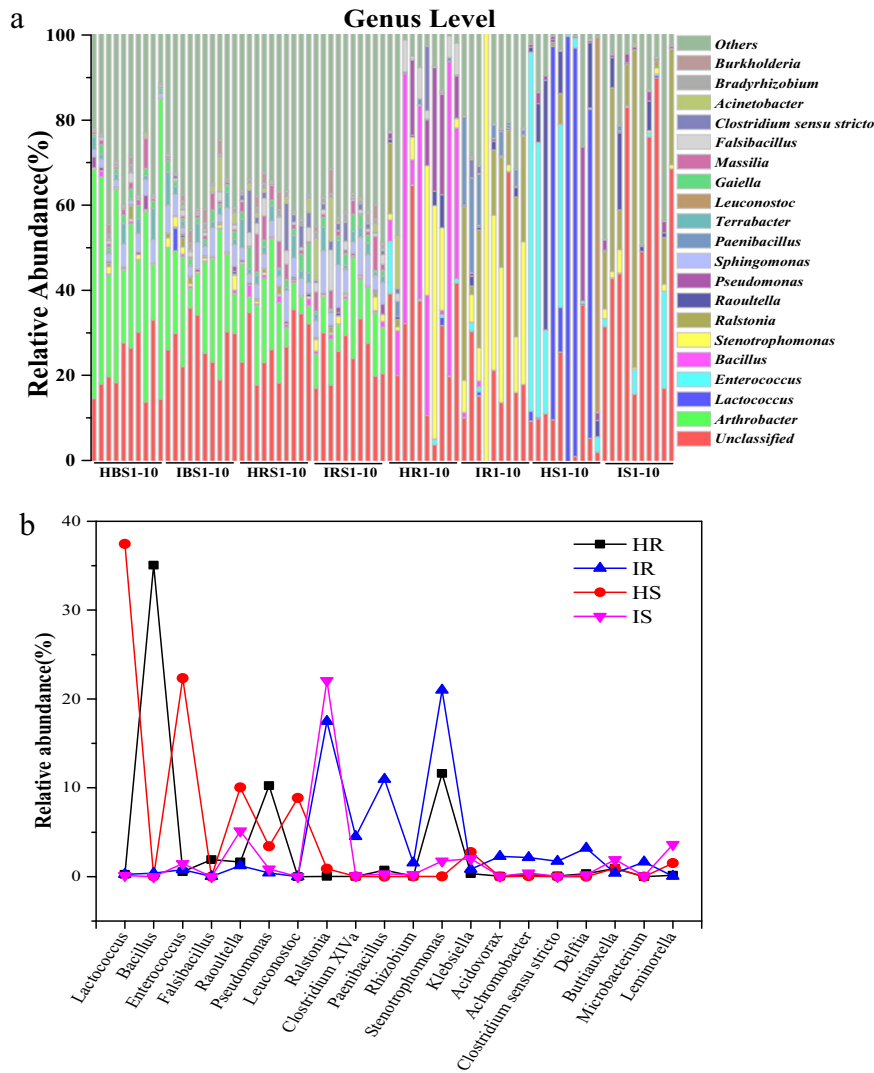 a
Genus Level
Relative Abundance(%)
100
80
60
40
20
0
HBS1-10 IBS1-10 HRS1-10 IRS1-10 HR1-10 IR1-10 HS1-10 IS1-10
Others
Burkholderia
Bradyrhizobium
Acinetobacter
Clostridium sensu stricto
Falsibacillus
Massilia
Gaiella
Leuconostoc
Terrabacter
Paenibacillus
Sphingomonas
Pseudomonas
Raoultella
Ralstonia
Stenotrophomonas
Bacillus
Enterococcus
Lactococcus
Arthrobacter
Unclassified
b
Relative abundance(%)
40
30
20
10
0
HR
IR
HS
IS
Lactococcus
Bacillus
Enterococcus
Falsibacillus
Raoultella
Pseudomonas
Leuconostoc
Ralstonia
Clostridium XIVa
Paenibacillus
Rhizobium
Stenotrophomonas
Klebsiella
Acidovorax
Achromobacter
Clostridium sensu stricto
Delftia
Buttiauxella
Microbacterium
Leminorella